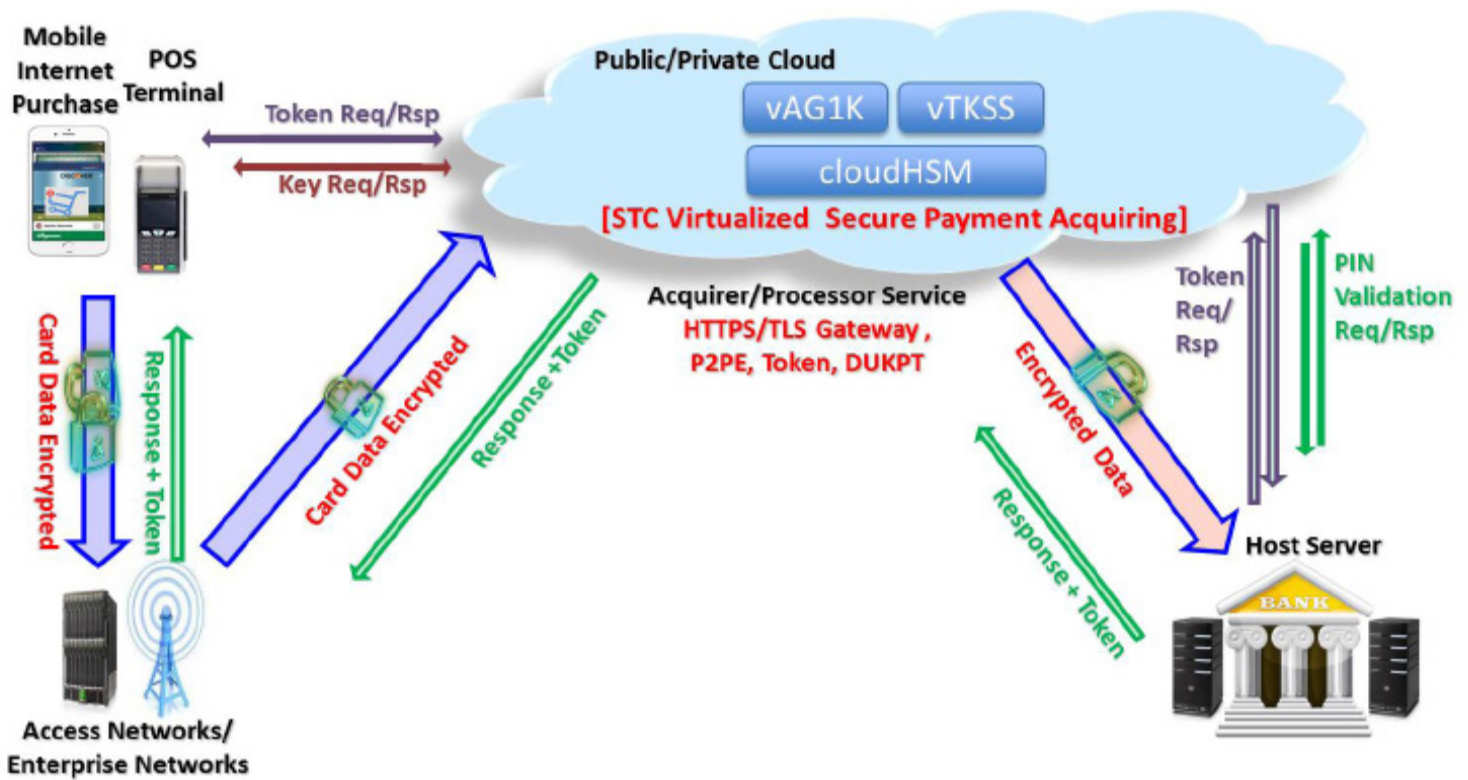 Mobile
Internet
Purchase
POS
Terminal
Token Req/Rsp
Key Req/Rsp
Public/Private Cloud
vAG1K
vTKSS
cloudHSM
[STC Virtualized Secure Payment Acquiring]
Acquirer/Processor Service
HTTPS/TLS Gateway ,
P2PE, Token, DUKPT
Card Data Encrypted
Response + Token
Card Data Encrypted
Response +Token
Encrypted Data
Response + Token
Token
Req/
Rsp
PIN
Validation
Req/Rsp
Host Server
BANK
Access Networks/
Enterprise Networks